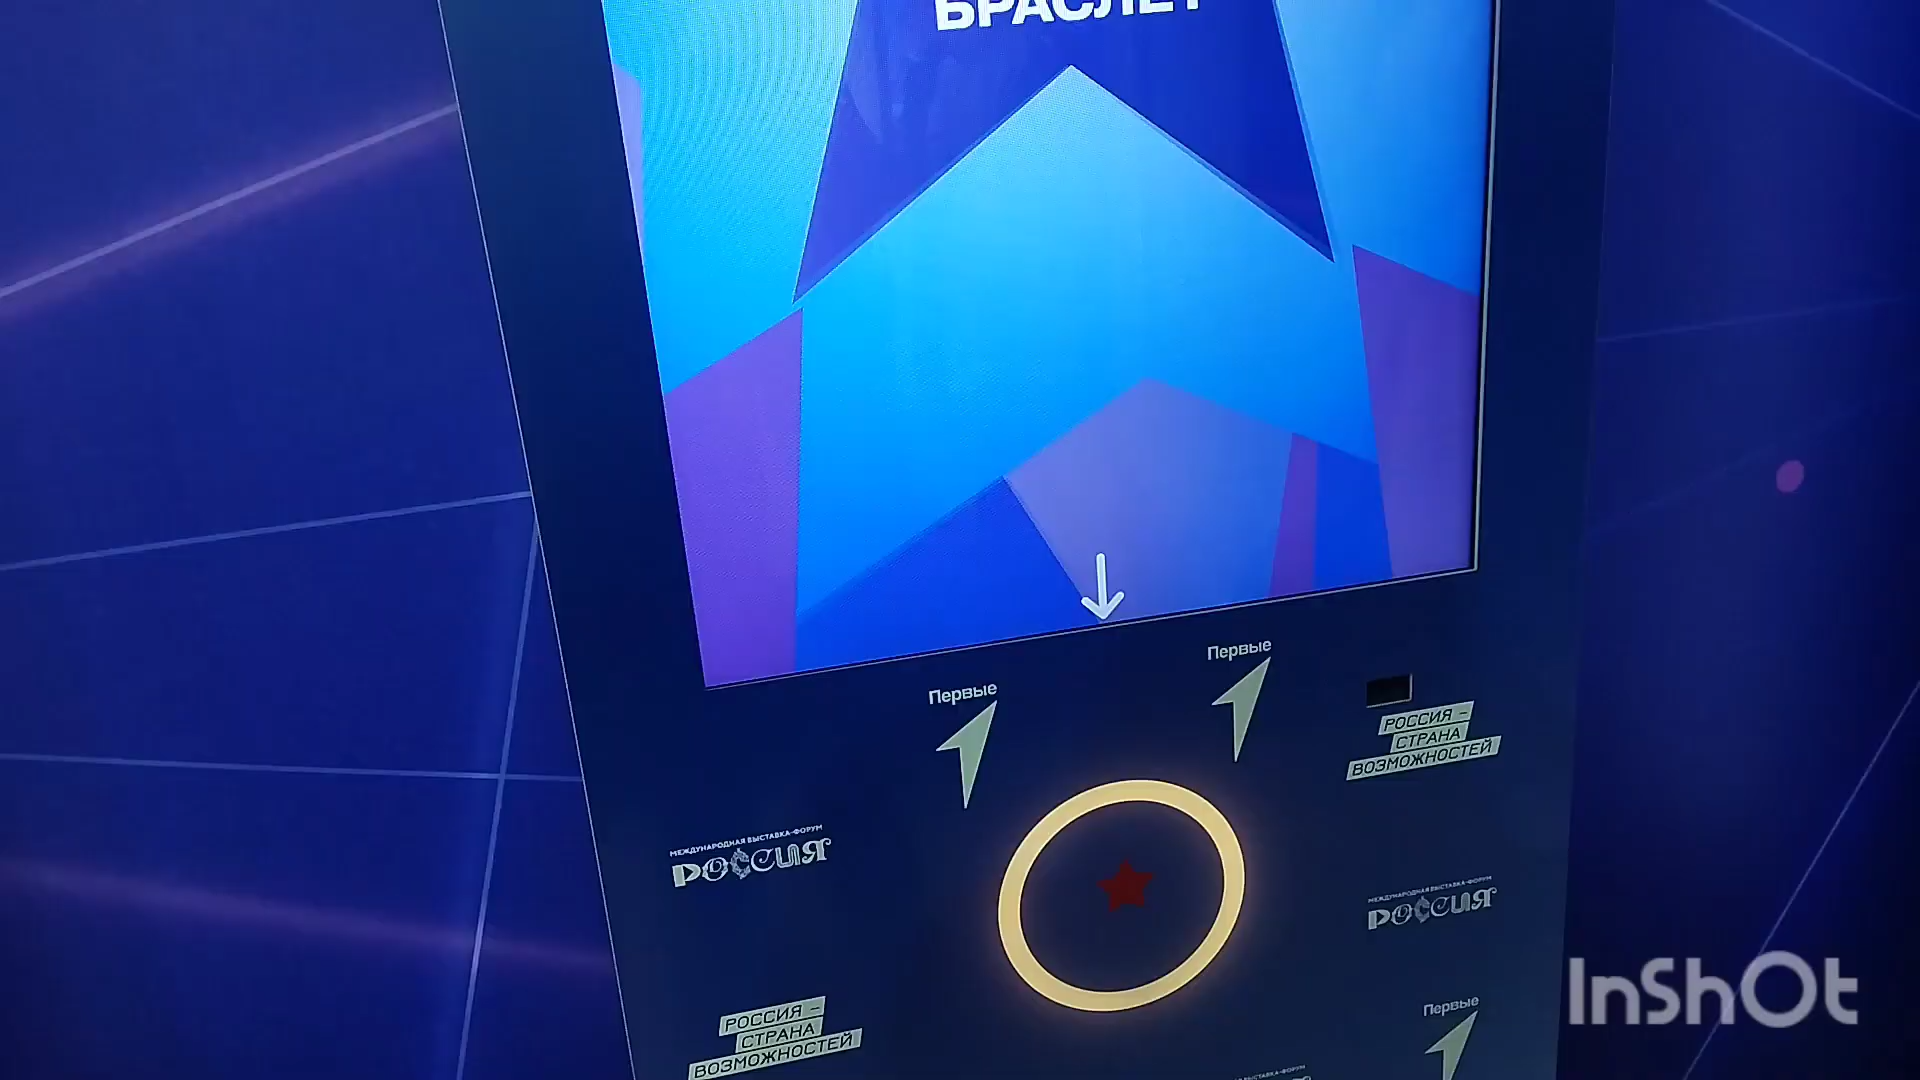 БРАСЛЕТ
Первые
Первые
РОССИЯ –
СТРАНА
ВОЗМОЖНОСТЕЙ
МЕЖДУНАРОДНАЯ ВЫСТАВКА-ФОРУМ
РОССИЯ
МЕЖДУНАРОДНАЯ ВЫСТАВКА-ФОРУМ
РОССИЯ
РОССИЯ –
СТРАНА
ВОЗМОЖНОСТЕЙ
Первые
InShOt